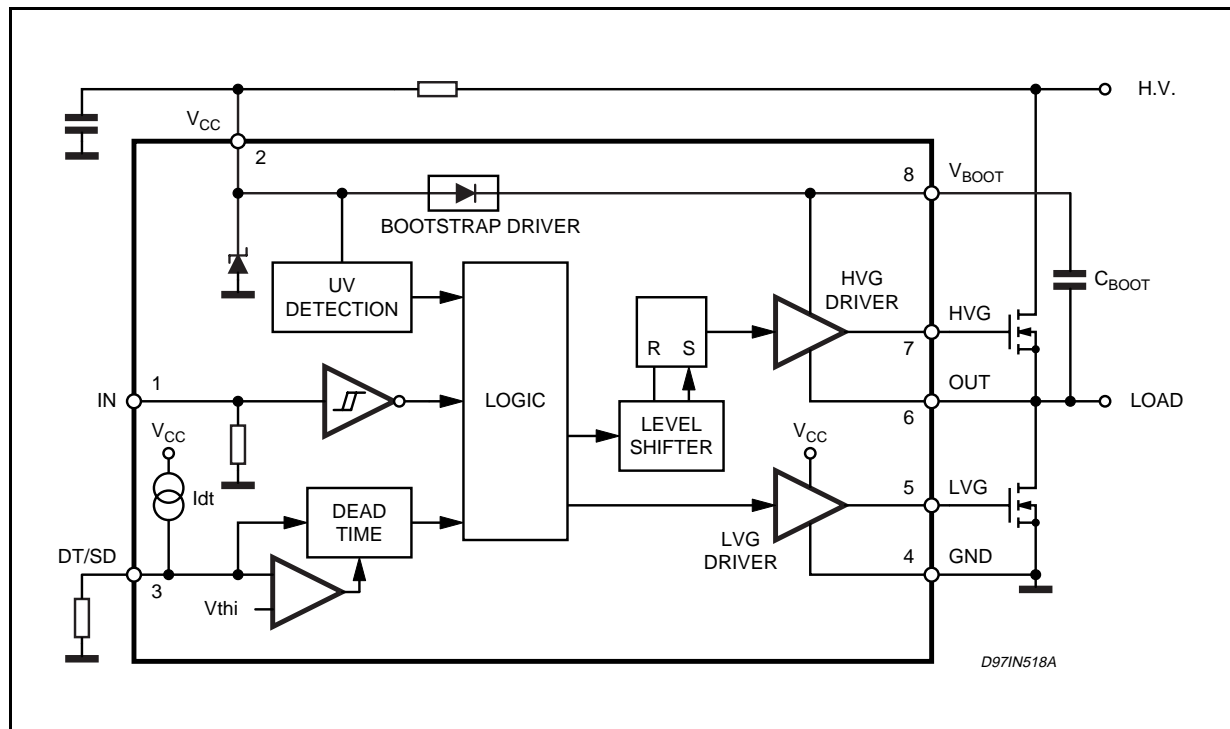 H.V.
VCC
2
8
VBOOT
BOOTSTRAP DRIVER
UV
DETECTION
HVG
DRIVER
CBOOT
R S
HVG
7
1
IN
LOGIC
OUT
6
LOAD
LEVEL
SHIFTER
VCC
VCC
Idt
DEAD
TIME
5
LVG
DT/SD
3
LVG
DRIVER
4
GND
Vthi
D97IN518A